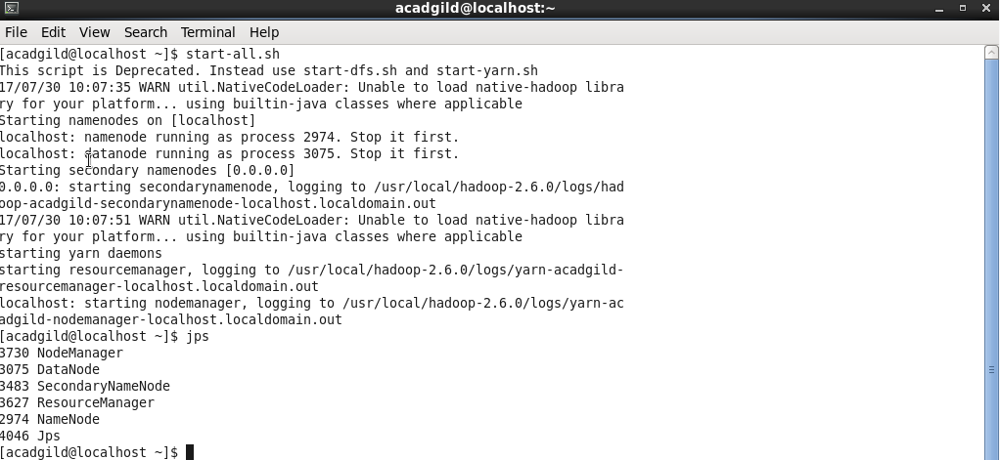 acadgild@localhost:~
File Edit View Search Terminal Help
[acadgild@localhost ~]$ start-all.sh
This script is Deprecated. Instead use start-dfs.sh and start-yarn.sh
17/07/30 10:07:35 WARN util.NativeCodeLoader: Unable to load native-hadoop libra
ry for your platform... using builtin-java classes where applicable
Starting namenodes on [localhost]
localhost: namenode running as process 2974. Stop it first.
localhost: datanode running as process 3075. Stop it first.
Starting secondary namenodes [0.0.0.0]
0.0.0.0: starting secondarynamenode, logging to /usr/local/hadoop-2.6.0/logs/had
oop-acadgild-secondarynamenode-localhost.localdomain.out
17/07/30 10:07:51 WARN util.NativeCodeLoader: Unable to load native-hadoop libra
ry for your platform... using builtin-java classes where applicable
starting yarn daemons
starting resourcemanager, logging to /usr/local/hadoop-2.6.0/logs/yarn-acadgild-
resourcemanager-localhost.localdomain.out
localhost: starting nodemanager, logging to /usr/local/hadoop-2.6.0/logs/yarn-ac
adgild-nodemanager-localhost.localdomain.out
[acadgild@localhost ~]$ jps
3730 NodeManager
3075 DataNode
3483 SecondaryNameNode
3627 ResourceManager
2974 NameNode
4046 Jps
[acadgild@localhost ~]$